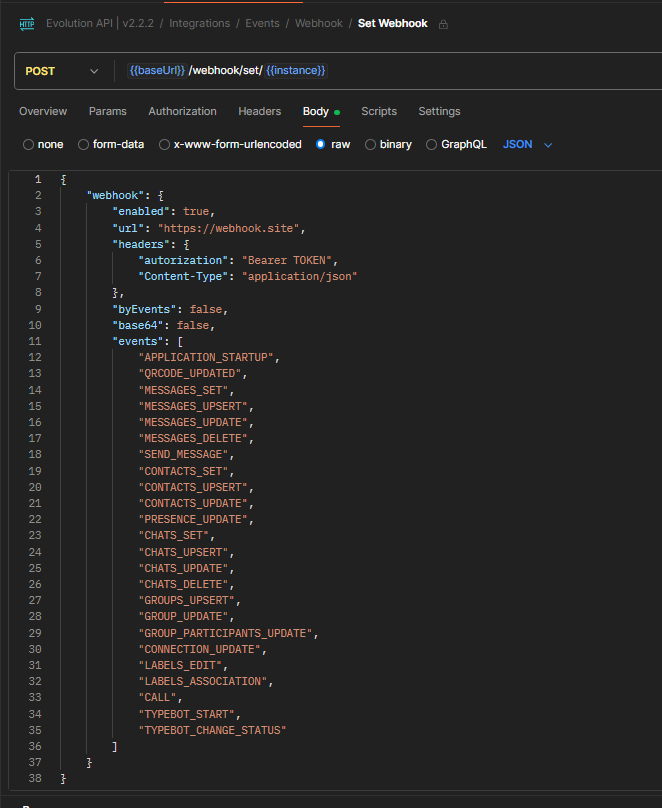 HTTP Evolution API | v2.2.2 / Integrations / Events / Webhook / Set Webhook
POST {{baseUrl}} /webhook/set/ {{instance}}
Overview Params Authorization Headers Body Scripts Settings
none form-data x-www-form-urlencoded raw binary GraphQL JSON
1 {
2 "webhook": {
3 "enabled": true,
4 "url": "https://webhook.site",
5 "headers": {
6 "autorization": "Bearer TOKEN",
7 "Content-Type": "application/json"
8 },
9 "byEvents": false,
10 "base64": false,
11 "events": [
12 "APPLICATION_STARTUP",
13 "QRCODE_UPDATED",
14 "MESSAGES_SET",
15 "MESSAGES_UPSERT",
16 "MESSAGES_UPDATE",
17 "MESSAGES_DELETE",
18 "SEND_MESSAGE",
19 "CONTACTS_SET",
20 "CONTACTS_UPSERT",
21 "CONTACTS_UPDATE",
22 "PRESENCE_UPDATE",
23 "CHATS_SET",
24 "CHATS_UPSERT",
25 "CHATS_UPDATE",
26 "CHATS_DELETE",
27 "GROUPS_UPSERT",
28 "GROUP_UPDATE",
29 "GROUP_PARTICIPANTS_UPDATE",
30 "CONNECTION_UPDATE",
31 "LABELS_EDIT",
32 "LABELS_ASSOCIATION",
33 "CALL",
34 "TYPEBOT_START",
35 "TYPEBOT_CHANGE_STATUS"
36 ]
37 }
38 }